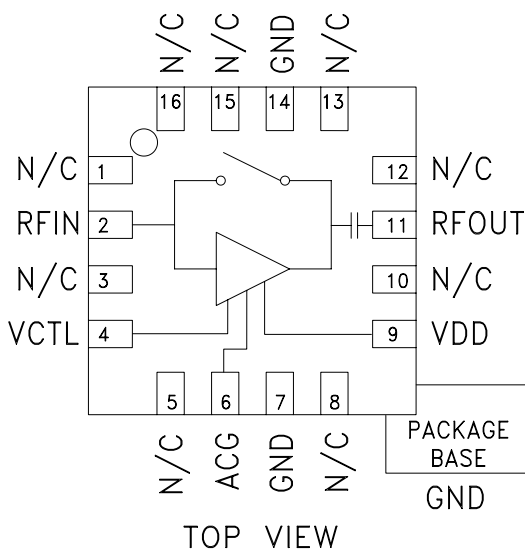 N/C N/C GND N/C
16 15 14 13
N/C 1 12 N/C
RFIN 2 11 RFOUT
N/C 3 10 N/C
VCTL 4 9 VDD
5 6 7 8
N/C ACG GND N/C
PACKAGE
BASE
GND
TOP VIEW